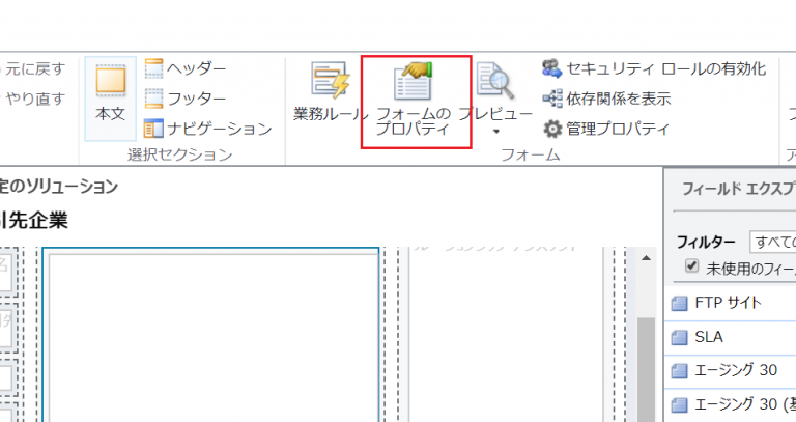 元に戻す
やり直す
本文
ヘッダー
フッター
ナビゲーション
選択セクション
業務ルール
フォームの
プロパティ
プレビュー
セキュリティ ロールの有効化
依存関係を表示
管理プロパティ
フォーム
定のソリューション
引先企業
フィールド エクスプ
フィルター
すべての
未使用のフィー
FTP サイト
SLA
エージング 30
エージング 30 (基